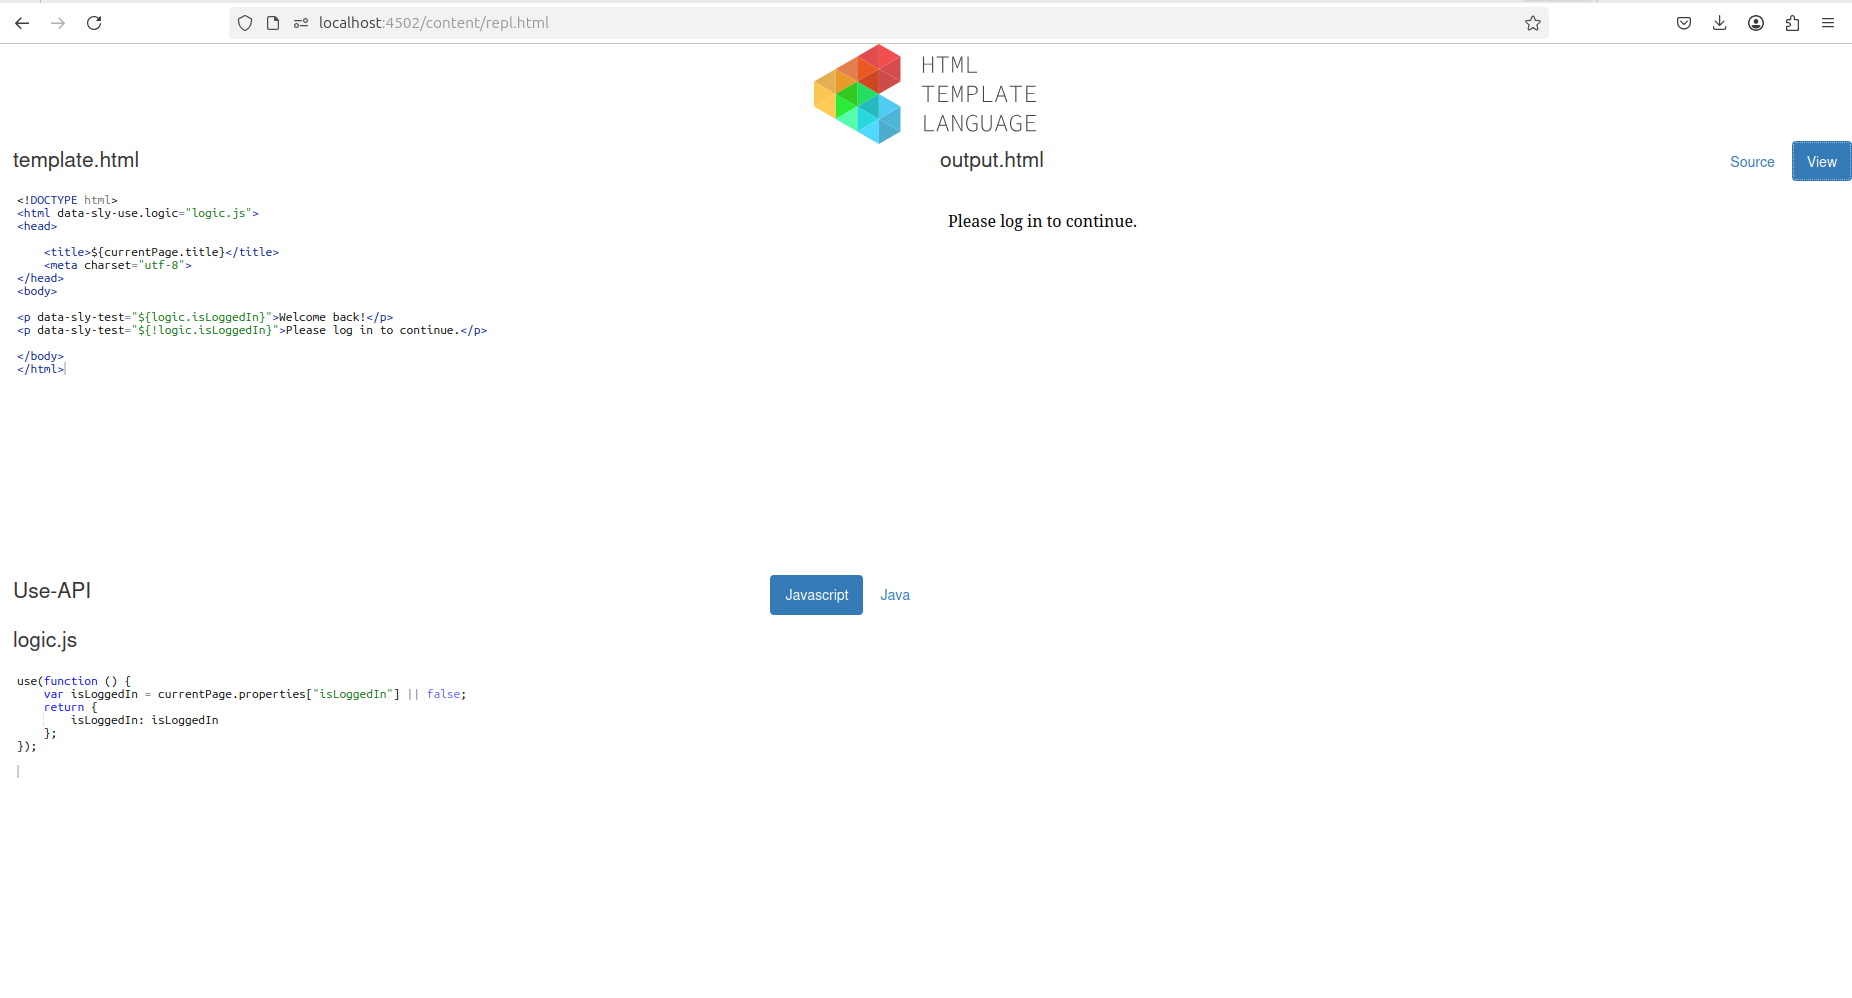 localhost:4502/content/repl.html
HTML
TEMPLATE
LANGUAGE
template.html
<!DOCTYPE html>
<html data-sly-use.logic="logic.js">
<head>
    <title>${currentPage.title}</title>
    <meta charset="utf-8">
</head>
<body>
<p data-sly-test="${logic.isLoggedIn}">Welcome back!</p>
<p data-sly-test="${!logic.isLoggedIn}">Please log in to continue.</p>
</body>
</html>
output.html
Source
View
Please log in to continue.
Use-API
Javascript
Java
logic.js
use(function () {
    var isLoggedIn = currentPage.properties["isLoggedIn"] || false;
    return {
        isLoggedIn: isLoggedIn
    };
});